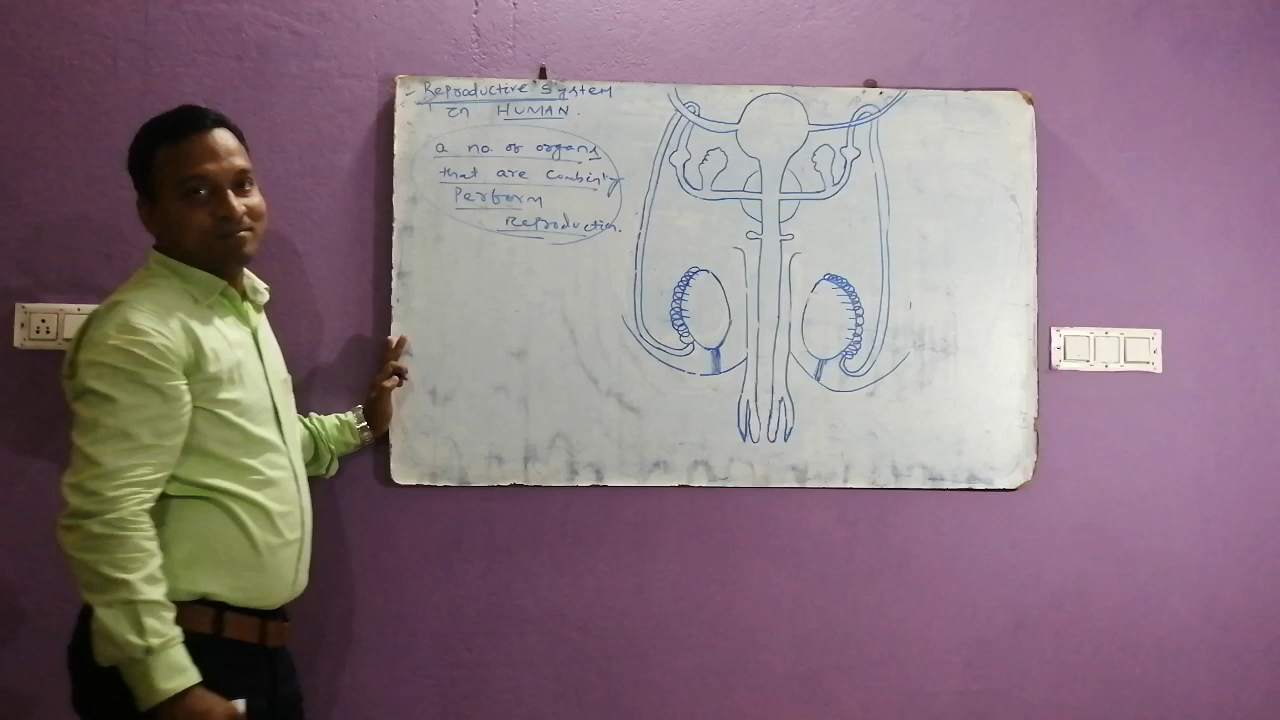 Reproductive System
in HUMAN.
a no. of organs
that are combinly
Perform
Reproduction.